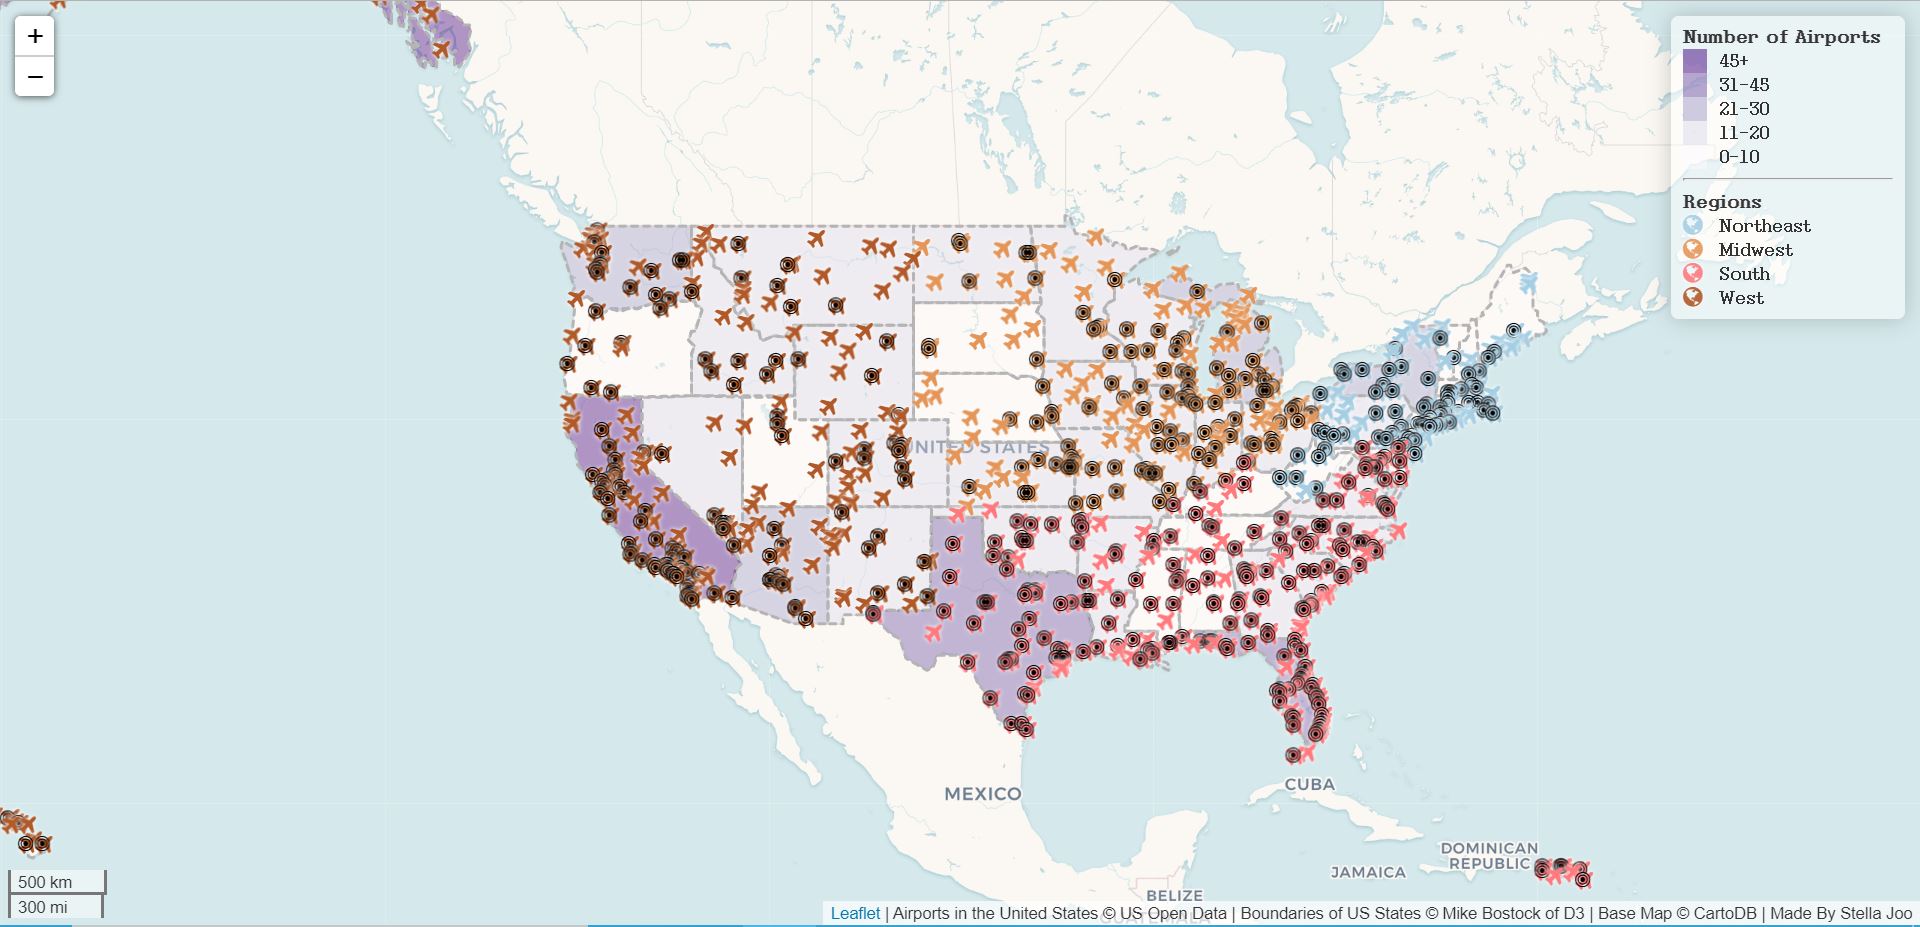 +
−
Number of Airports
45+
31-45
21-30
11-20
0-10
Regions
Northeast
Midwest
South
West
UNITED STATES
MEXICO
CUBA
DOMINICAN
REPUBLIC
JAMAICA
BELIZE
GUATEMALA
500 km
300 mi
Leaflet | Airports in the United States © US Open Data | Boundaries of US States © Mike Bostock of D3 | Base Map © CartoDB | Made By Stella Joo